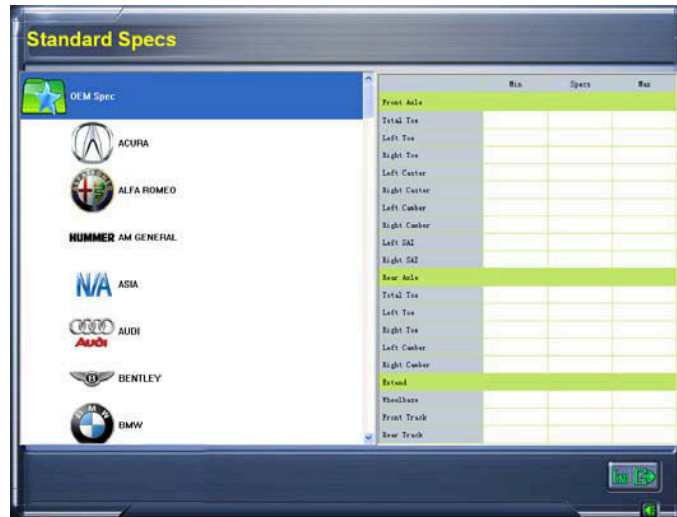 Standard Specs
OEM Spec
ACURA
ALFA ROMEO
HUMMER AM GENERAL
N/A ASIA
Audi AUDI
B BENTLEY
BMW BMW
Min Specs Max
Front Axle
Total Toe
Left Toe
Right Toe
Left Caster
Right Caster
Left Camber
Right Camber
Left SAI
Right SAI
Rear Axle
Total Toe
Left Toe
Right Toe
Left Camber
Right Camber
Extend
Wheelbase
Front Track
Rear Track